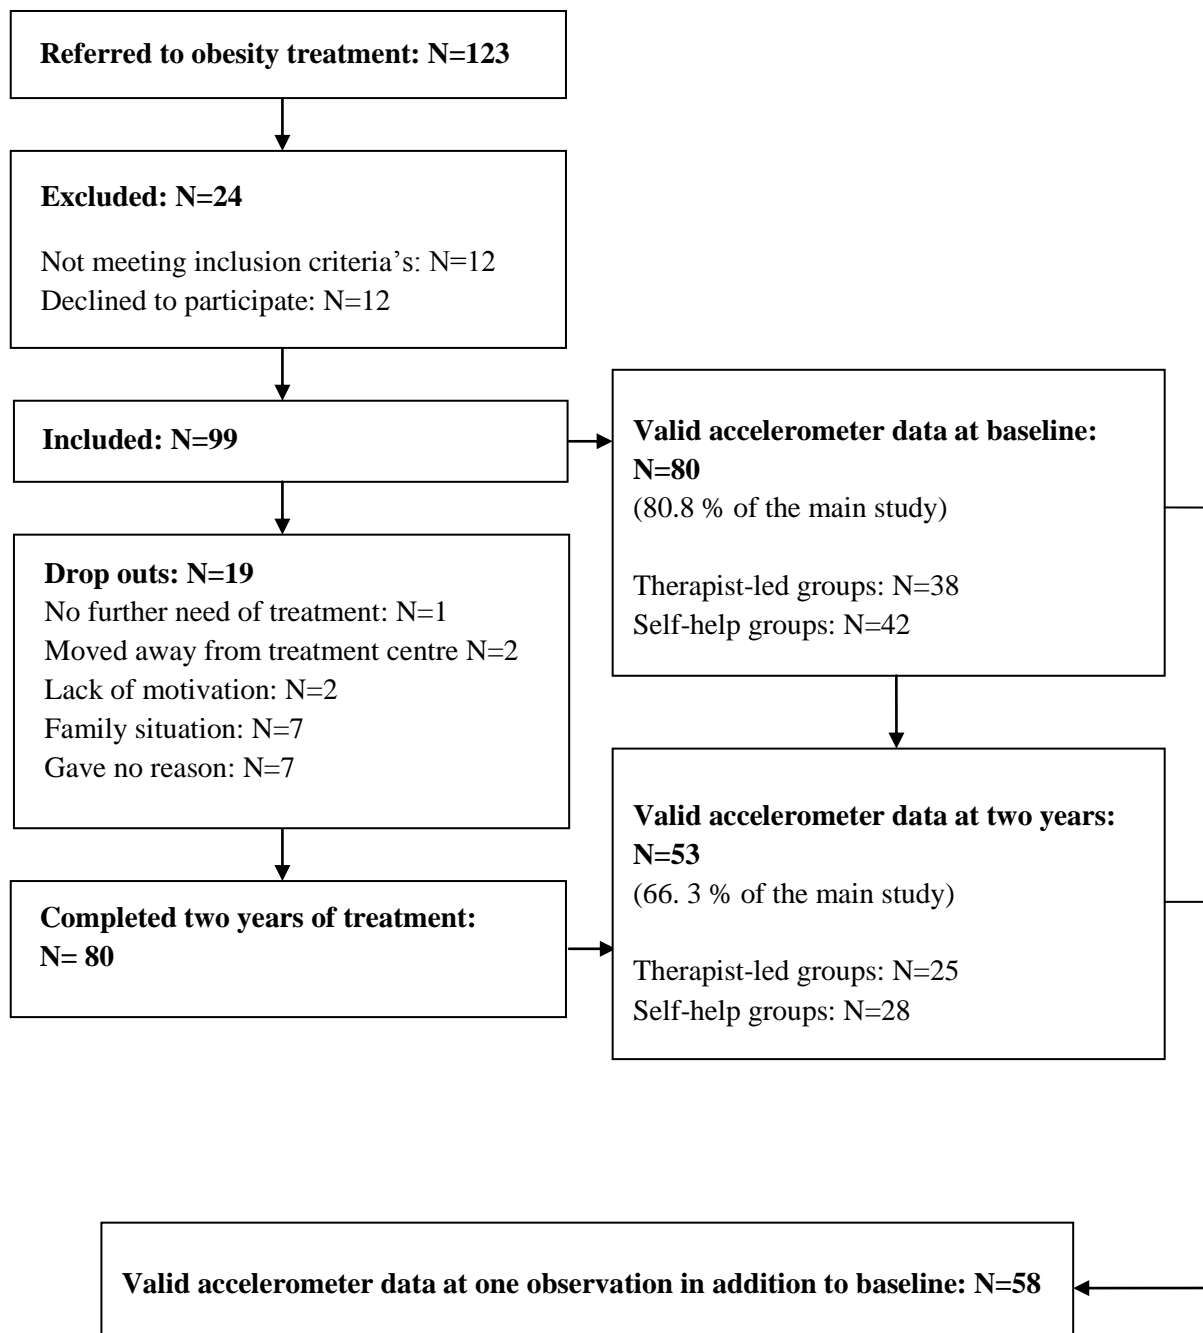 Referred to obesity treatment: N=123
Excluded: N=24
Not meeting inclusion criteria’s: N=12
Declined to participate: N=12
Included: N=99
Valid accelerometer data at baseline:
N=80
(80.8 % of the main study)
Therapist-led groups: N=38
Self-help groups: N=42
Drop outs: N=19
No further need of treatment: N=1
Moved away from treatment centre N=2
Lack of motivation: N=2
Family situation: N=7
Gave no reason: N=7
Valid accelerometer data at two years:
N=53
(66. 3 % of the main study)
Therapist-led groups: N=25
Self-help groups: N=28
Completed two years of treatment:
N= 80
Valid accelerometer data at one observation in addition to baseline: N=58